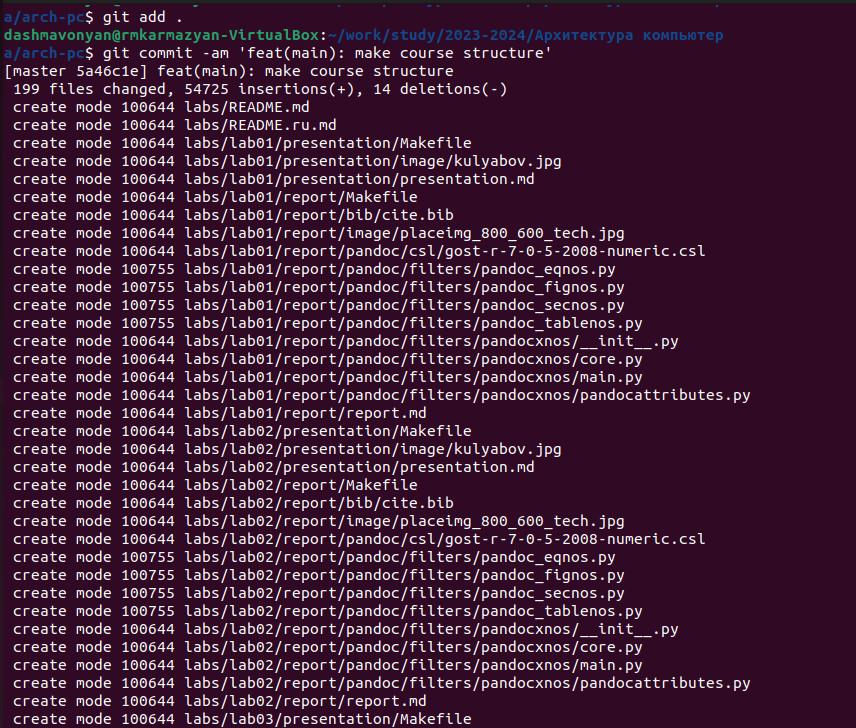 a/arch-pc$ git add .
dashmavonyan@rmkarmazyan-VirtualBox:~/work/study/2023-2024/Архитектура компьютер
a/arch-pc$ git commit -am 'feat(main): make course structure'
[master 5a46c1e] feat(main): make course structure
 199 files changed, 54725 insertions(+), 14 deletions(-)
 create mode 100644 labs/README.md
 create mode 100644 labs/README.ru.md
 create mode 100644 labs/lab01/presentation/Makefile
 create mode 100644 labs/lab01/presentation/image/kulyabov.jpg
 create mode 100644 labs/lab01/presentation/presentation.md
 create mode 100644 labs/lab01/report/Makefile
 create mode 100644 labs/lab01/report/bib/cite.bib
 create mode 100644 labs/lab01/report/image/placeimg_800_600_tech.jpg
 create mode 100644 labs/lab01/report/pandoc/csl/gost-r-7-0-5-2008-numeric.csl
 create mode 100755 labs/lab01/report/pandoc/filters/pandoc_eqnos.py
 create mode 100755 labs/lab01/report/pandoc/filters/pandoc_fignos.py
 create mode 100755 labs/lab01/report/pandoc/filters/pandoc_secnos.py
 create mode 100755 labs/lab01/report/pandoc/filters/pandoc_tablenos.py
 create mode 100644 labs/lab01/report/pandoc/filters/pandocxnos/__init__.py
 create mode 100644 labs/lab01/report/pandoc/filters/pandocxnos/core.py
 create mode 100644 labs/lab01/report/pandoc/filters/pandocxnos/main.py
 create mode 100644 labs/lab01/report/pandoc/filters/pandocxnos/pandocattributes.py
 create mode 100644 labs/lab01/report/report.md
 create mode 100644 labs/lab02/presentation/Makefile
 create mode 100644 labs/lab02/presentation/image/kulyabov.jpg
 create mode 100644 labs/lab02/presentation/presentation.md
 create mode 100644 labs/lab02/report/Makefile
 create mode 100644 labs/lab02/report/bib/cite.bib
 create mode 100644 labs/lab02/report/image/placeimg_800_600_tech.jpg
 create mode 100644 labs/lab02/report/pandoc/csl/gost-r-7-0-5-2008-numeric.csl
 create mode 100755 labs/lab02/report/pandoc/filters/pandoc_eqnos.py
 create mode 100755 labs/lab02/report/pandoc/filters/pandoc_fignos.py
 create mode 100755 labs/lab02/report/pandoc/filters/pandoc_secnos.py
 create mode 100755 labs/lab02/report/pandoc/filters/pandoc_tablenos.py
 create mode 100644 labs/lab02/report/pandoc/filters/pandocxnos/__init__.py
 create mode 100644 labs/lab02/report/pandoc/filters/pandocxnos/core.py
 create mode 100644 labs/lab02/report/pandoc/filters/pandocxnos/main.py
 create mode 100644 labs/lab02/report/pandoc/filters/pandocxnos/pandocattributes.py
 create mode 100644 labs/lab02/report/report.md
 create mode 100644 labs/lab03/presentation/Makefile